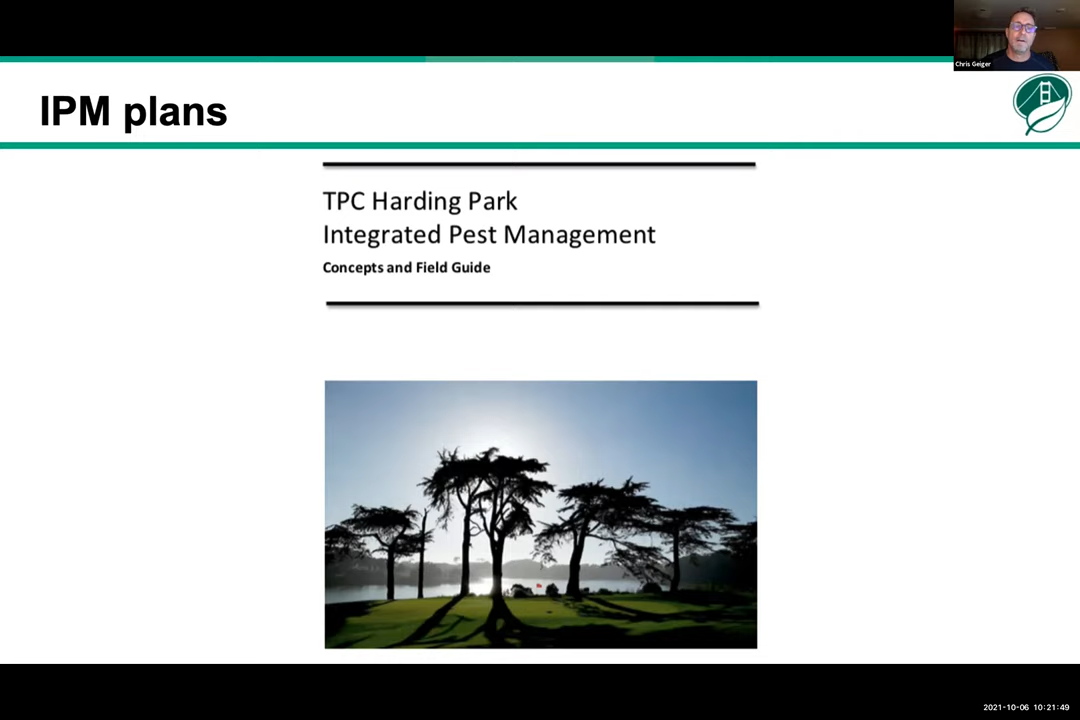 Chris Geiger
IPM plans
TPC Harding Park
Integrated Pest Management
Concepts and Field Guide
2021-10-06 10:21:49